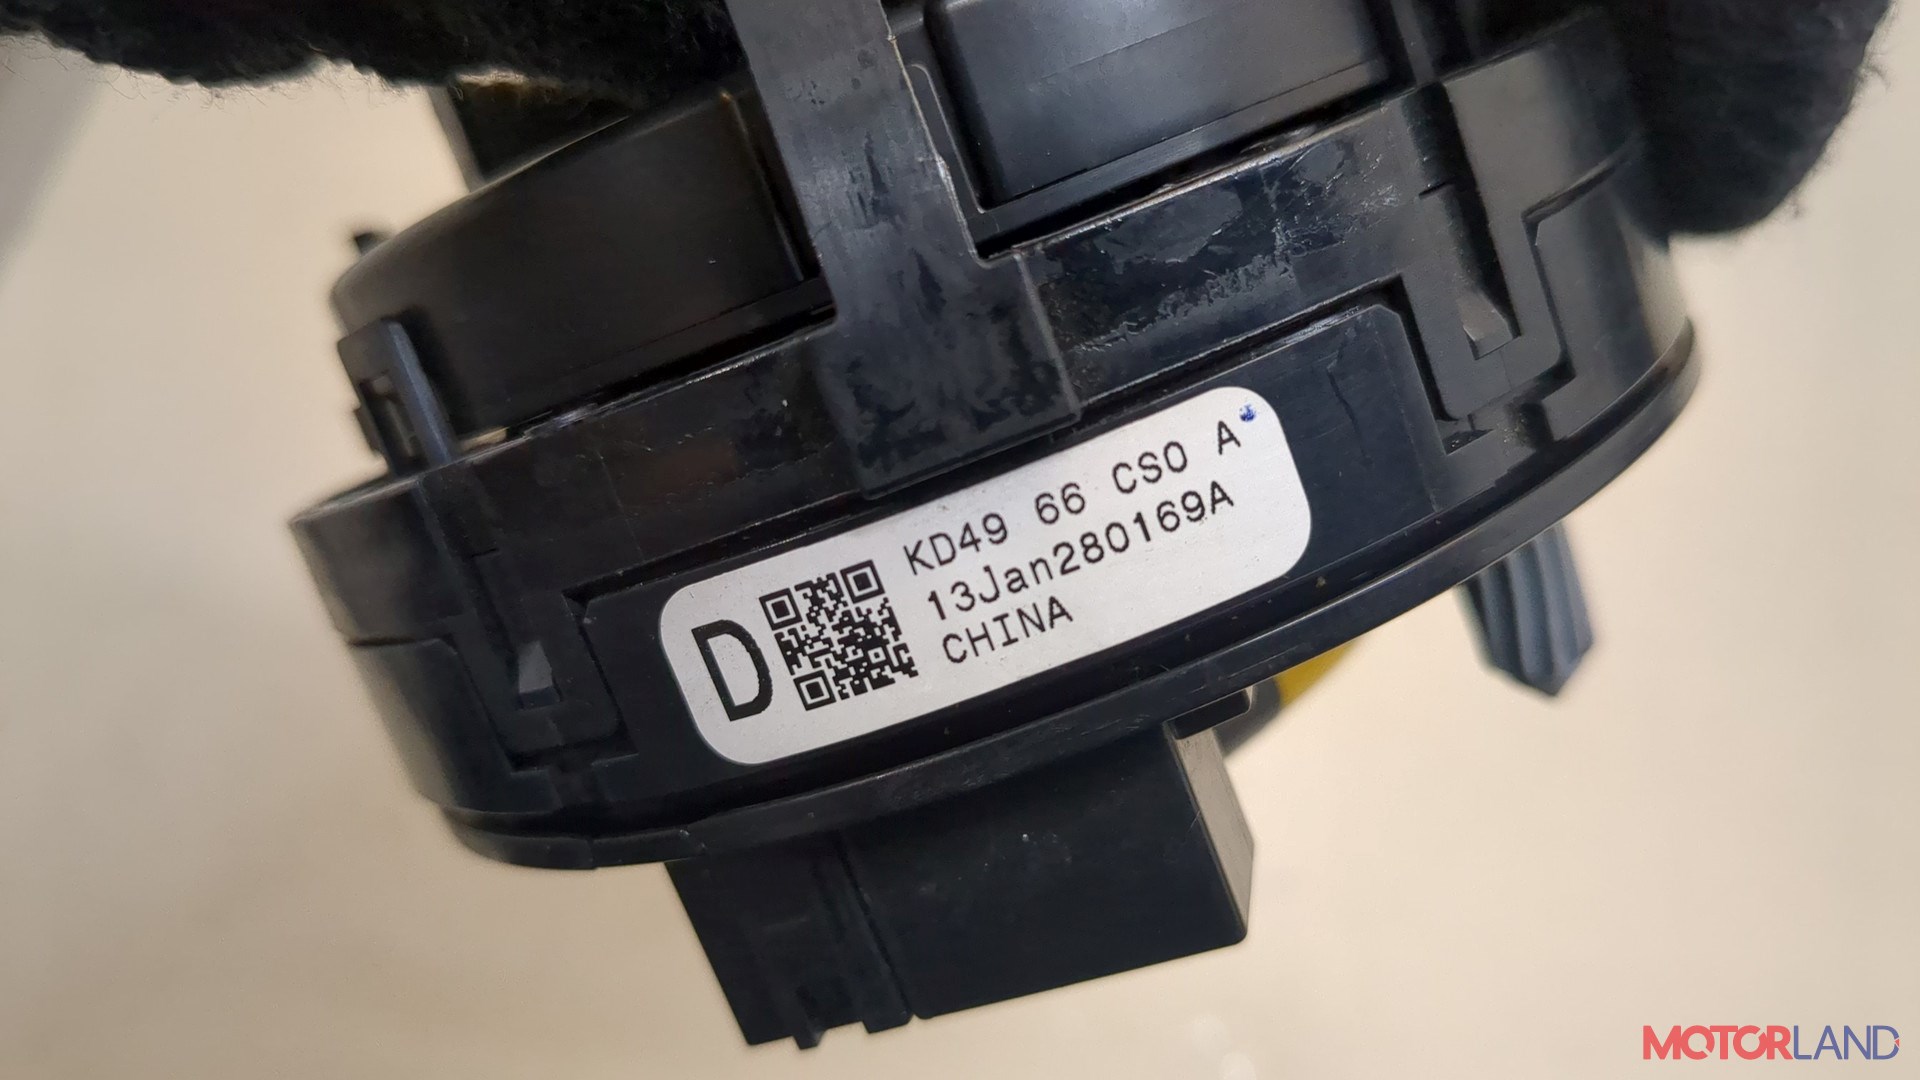 D
KD49 66 CS0 A
13Jan280169A
CHINA
MOTORLAND